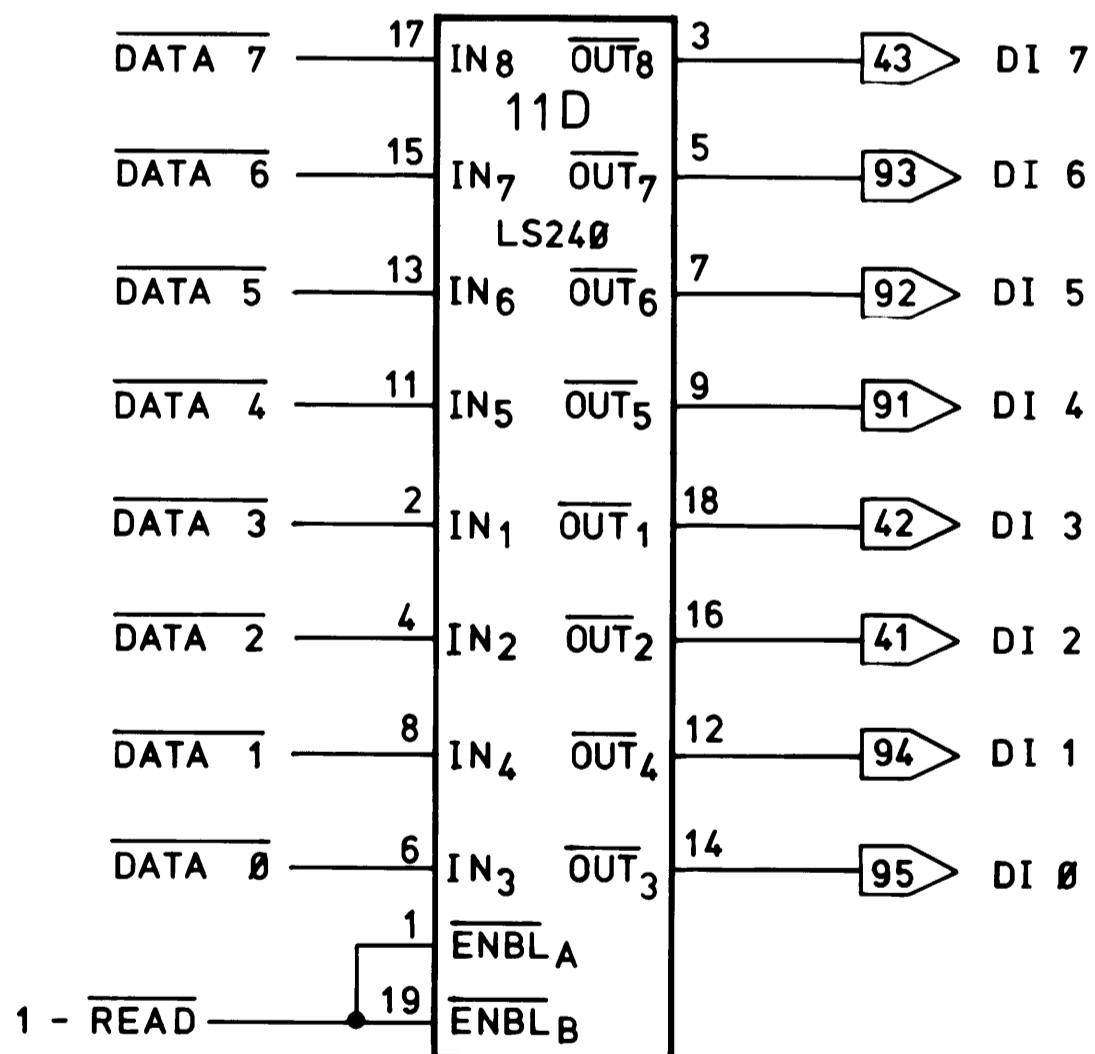 DATA 7 17 IN8 OUT8 3 43 DI 7
11D
DATA 6 15 IN7 OUT7 5 93 DI 6
LS240
DATA 5 13 IN6 OUT6 7 92 DI 5
DATA 4 11 IN5 OUT5 9 91 DI 4
DATA 3 2 IN1 OUT1 18 42 DI 3
DATA 2 4 IN2 OUT2 16 41 DI 2
DATA 1 8 IN4 OUT4 12 94 DI 1
DATA 0 6 IN3 OUT3 14 95 DI 0
1 ENBL A
1 - READ 19 ENBL B